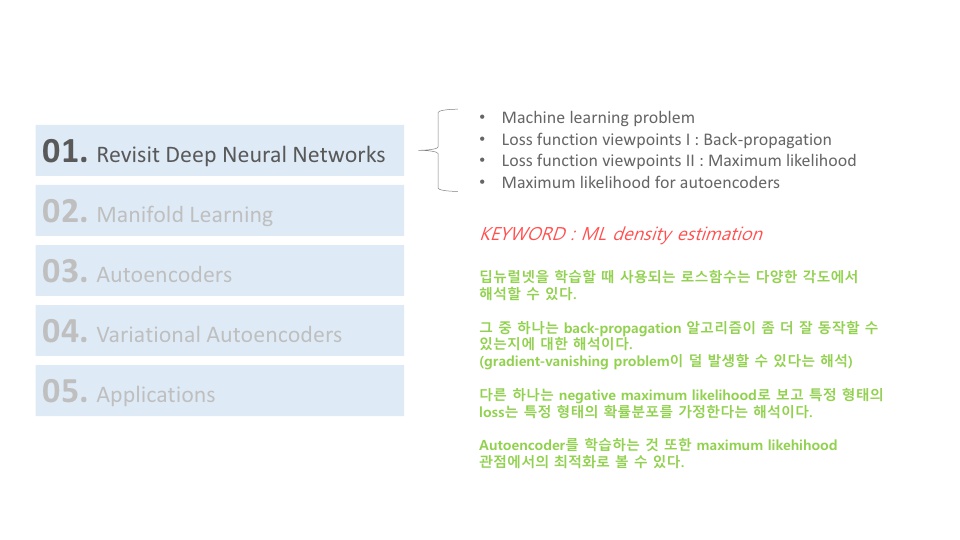 01. Revisit Deep Neural Networks
02. Manifold Learning
03. Autoencoders
04. Variational Autoencoders
05. Applications
• Machine learning problem
• Loss function viewpoints I : Back-propagation
• Loss function viewpoints II : Maximum likelihood
• Maximum likelihood for autoencoders
KEYWORD : ML density estimation
딥뉴럴넷을 학습할 때 사용되는 로스함수는 다양한 각도에서
해석할 수 있다.
그 중 하나는 back-propagation 알고리즘이 좀 더 잘 동작할 수
있는지에 대한 해석이다.
(gradient-vanishing problem이 덜 발생할 수 있다는 해석)
다른 하나는 negative maximum likelihood로 보고 특정 형태의
loss는 특정 형태의 확률분포를 가정한다는 해석이다.
Autoencoder를 학습하는 것 또한 maximum likehihood
관점에서의 최적화로 볼 수 있다.